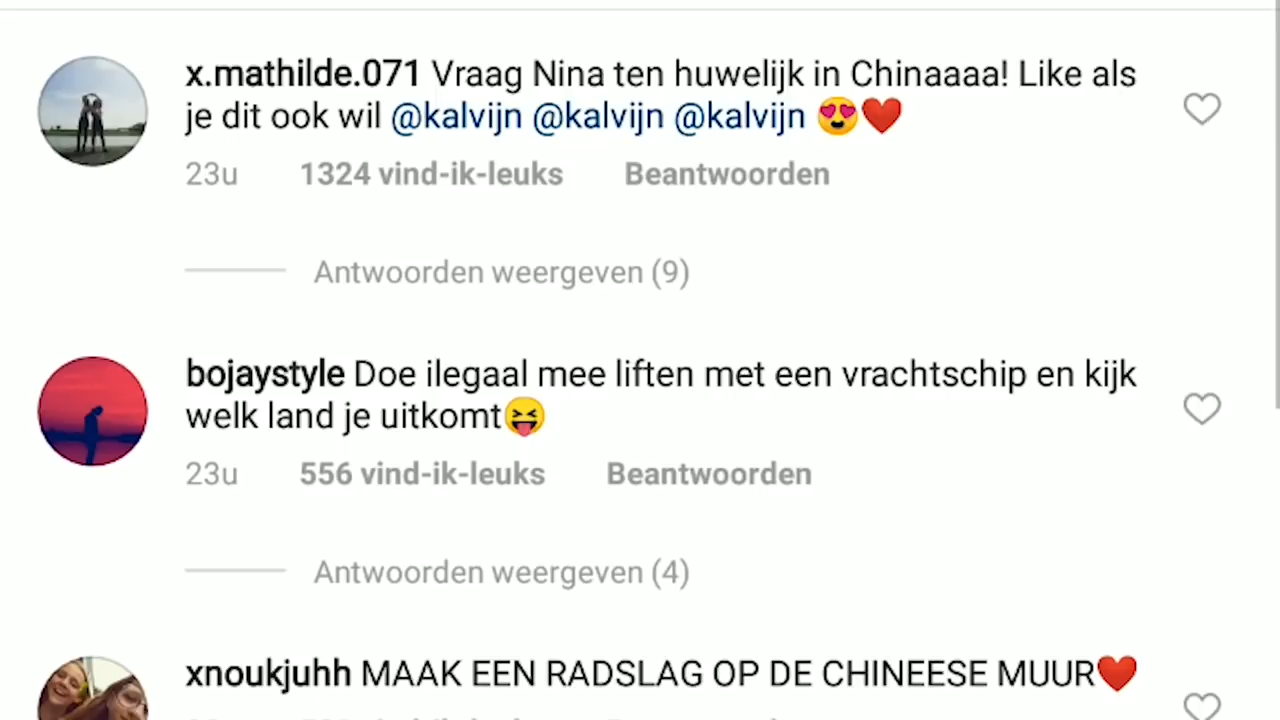 x.mathilde.071 Vraag Nina ten huwelijk in Chinaaaa! Like als
je dit ook wil @kalvijn @kalvijn @kalvijn 😍❤️
23u 1324 vind-ik-leuks Beantwoorden
Antwoorden weergeven (9)
bojaystyle Doe ilegaal mee liften met een vrachtschip en kijk
welk land je uitkomt😝
23u 556 vind-ik-leuks Beantwoorden
Antwoorden weergeven (4)
xnoukjuhh MAAK EEN RADSLAG OP DE CHINEESE MUUR❤️